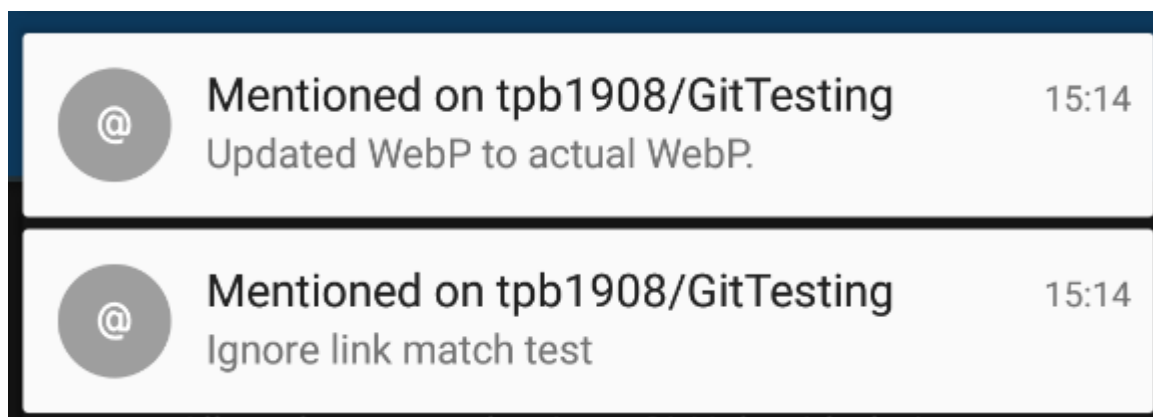 @
Mentioned on tpb1908/GitTesting 15:14
Updated WebP to actual WebP.
@
Mentioned on tpb1908/GitTesting 15:14
Ignore link match test